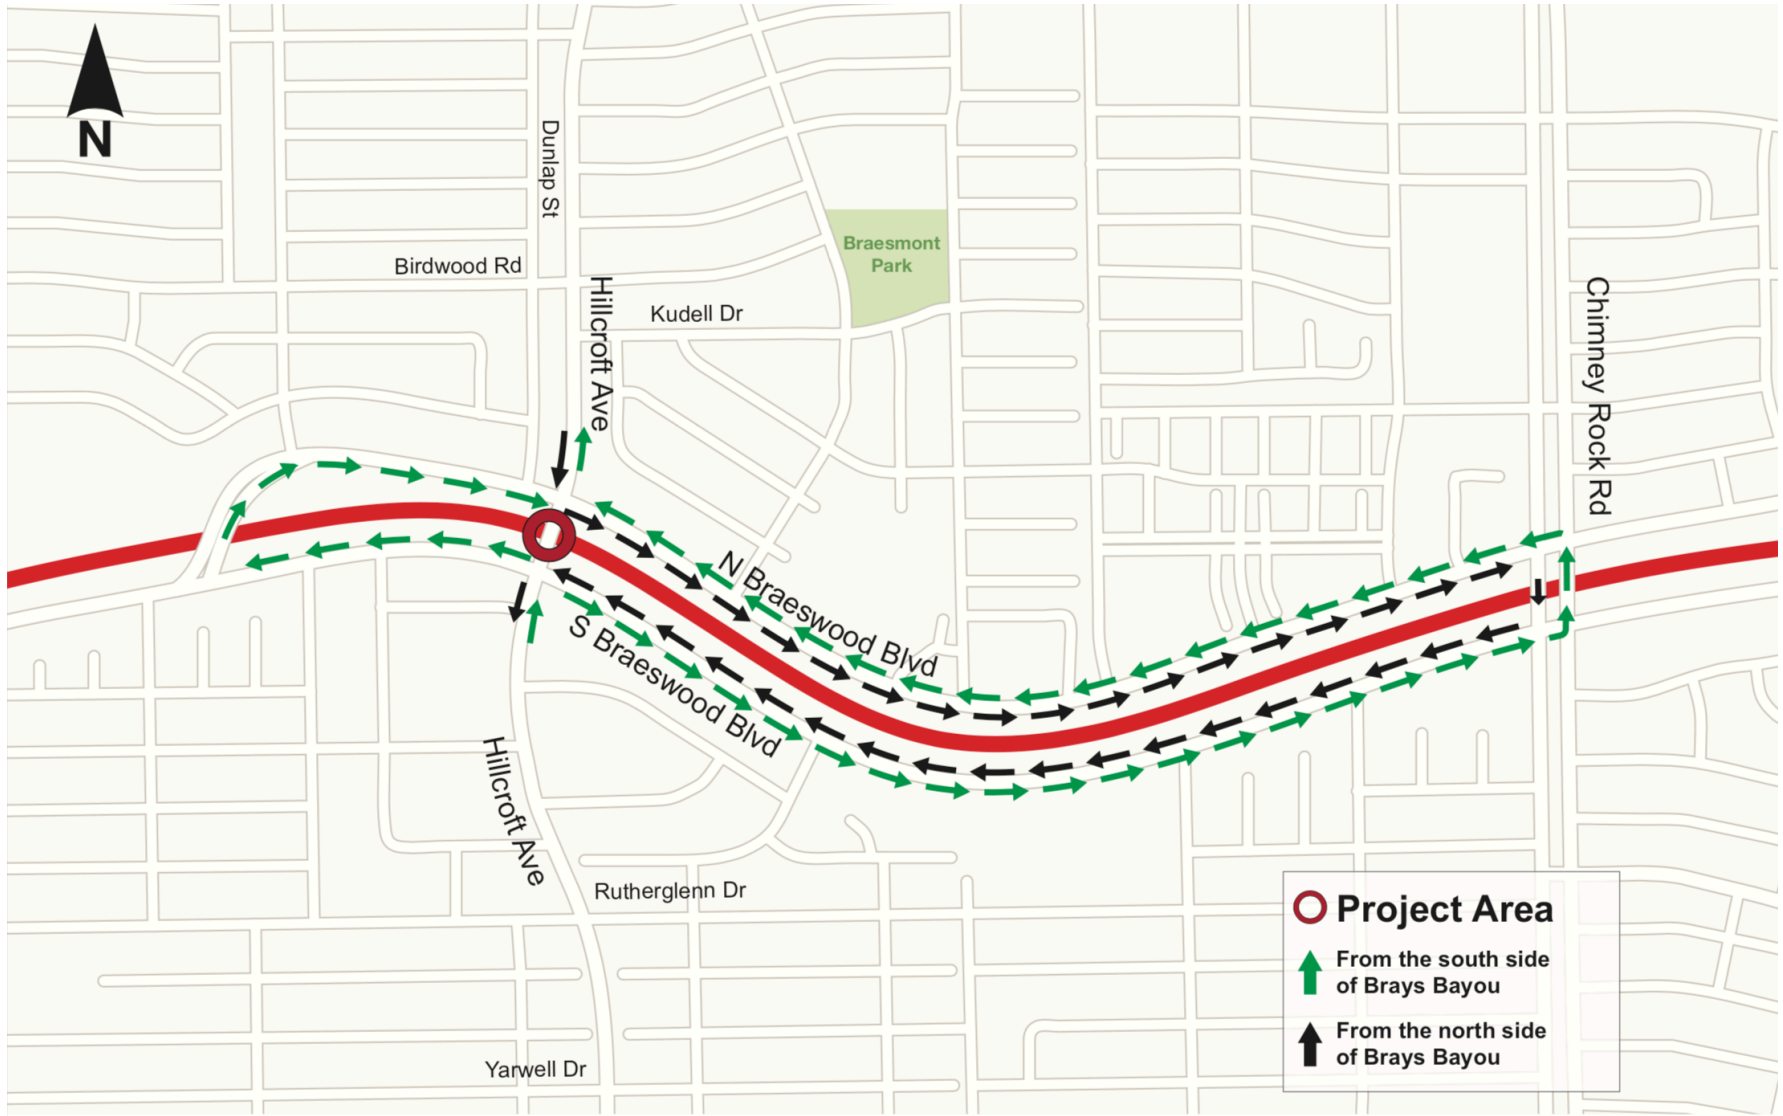 N
Dunlap St
Birdwood Rd
Hillcroft Ave
Kudell Dr
Braesmont
Park
Chimney Rock Rd
N Braeswood Blvd
S Braeswood Blvd
Hillcroft Ave
Rutherglenn Dr
Yarwell Dr
Project Area
From the south side
of Brays Bayou
From the north side
of Brays Bayou